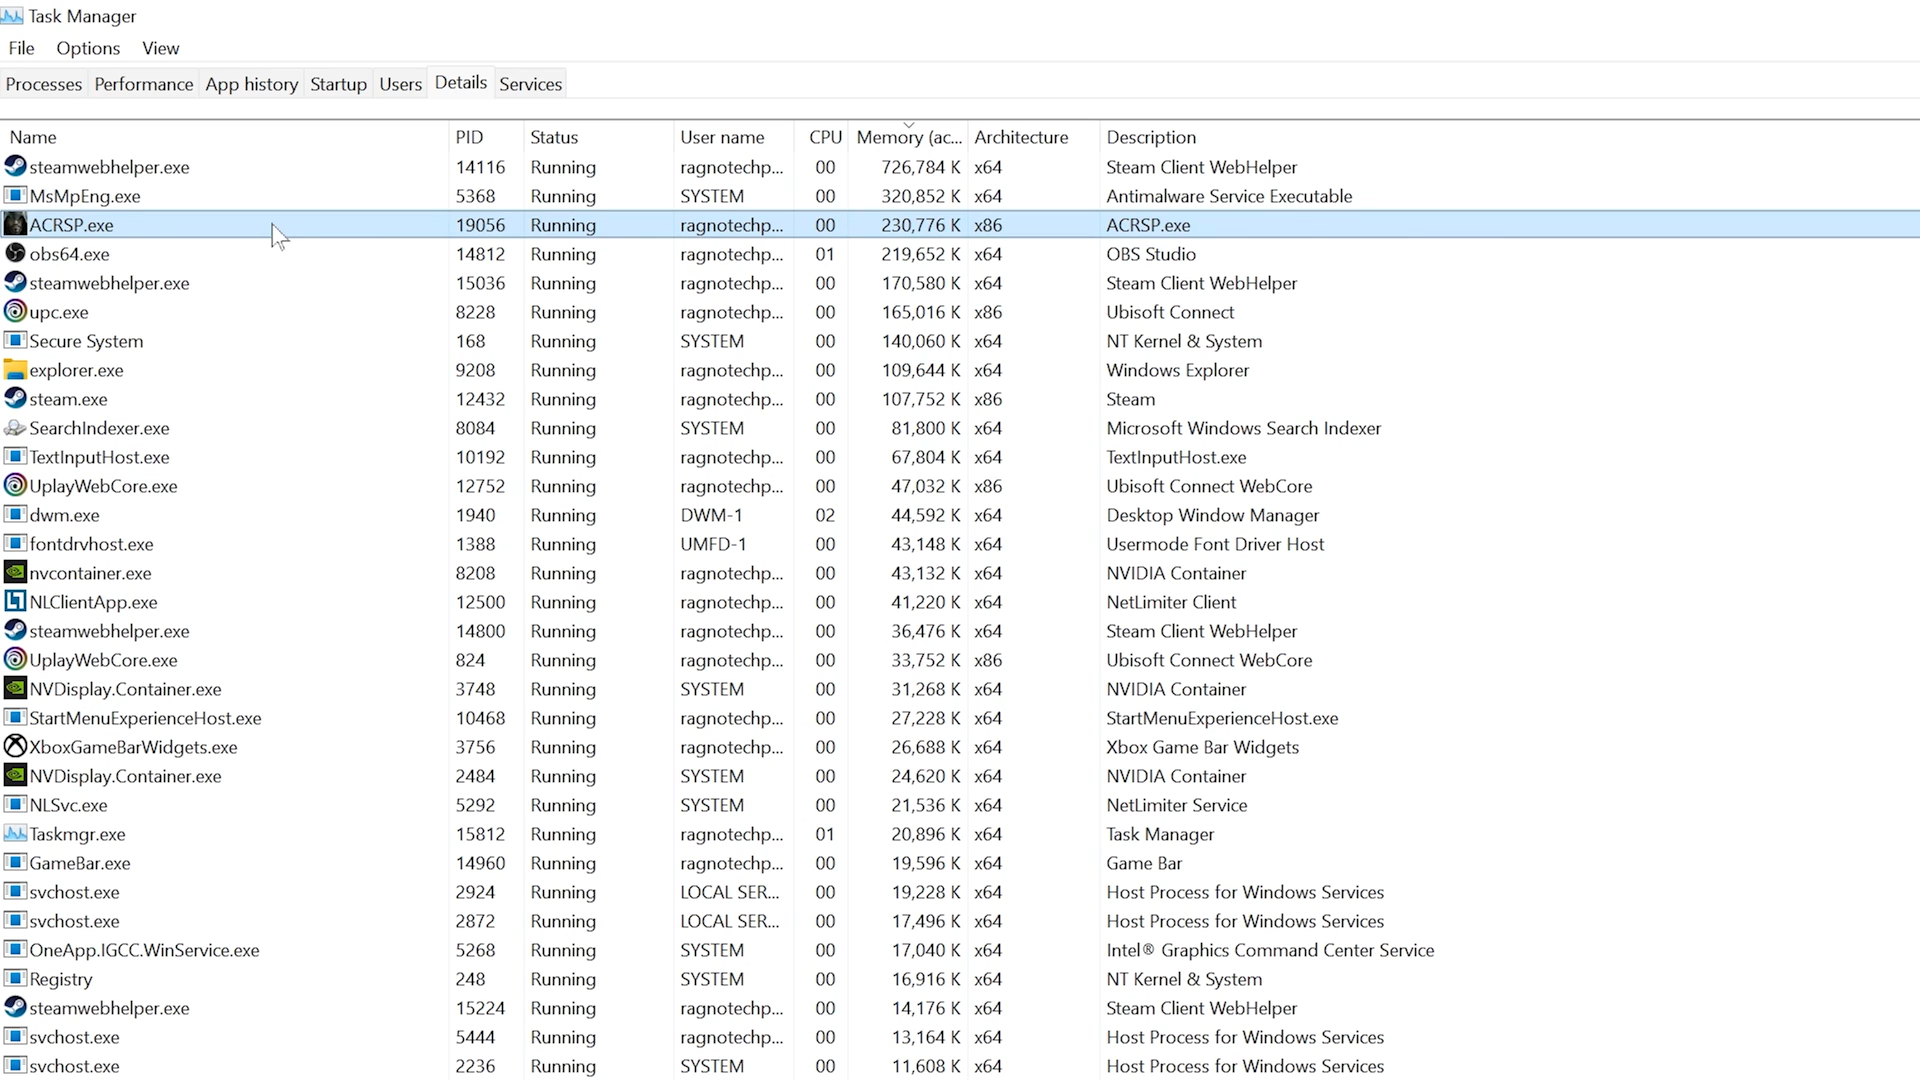 Task Manager
File Options View
Processes Performance App history Startup Users Details Services
Name PID Status User name CPU Memory (ac... Architecture Description
steamwebhelper.exe 14116 Running ragnotechp... 00 726,784 K x64 Steam Client WebHelper
MsMpEng.exe 5368 Running SYSTEM 00 320,852 K x64 Antimalware Service Executable
ACRSP.exe 19056 Running ragnotechp... 00 230,776 K x86 ACRSP.exe
obs64.exe 14812 Running ragnotechp... 01 219,652 K x64 OBS Studio
steamwebhelper.exe 15036 Running ragnotechp... 00 170,580 K x64 Steam Client WebHelper
upc.exe 8228 Running ragnotechp... 00 165,016 K x86 Ubisoft Connect
Secure System 168 Running SYSTEM 00 140,060 K x64 NT Kernel & System
explorer.exe 9208 Running ragnotechp... 00 109,644 K x64 Windows Explorer
steam.exe 12432 Running ragnotechp... 00 107,752 K x86 Steam
SearchIndexer.exe 8084 Running SYSTEM 00 81,800 K x64 Microsoft Windows Search Indexer
TextInputHost.exe 10192 Running ragnotechp... 00 67,804 K x64 TextInputHost.exe
UplayWebCore.exe 12752 Running ragnotechp... 00 47,032 K x86 Ubisoft Connect WebCore
dwm.exe 1940 Running DWM-1 02 44,592 K x64 Desktop Window Manager
fontdrvhost.exe 1388 Running UMFD-1 00 43,148 K x64 Usermode Font Driver Host
nvcontainer.exe 8208 Running ragnotechp... 00 43,132 K x64 NVIDIA Container
NLClientApp.exe 12500 Running ragnotechp... 00 41,220 K x64 NetLimiter Client
steamwebhelper.exe 14800 Running ragnotechp... 00 36,476 K x64 Steam Client WebHelper
UplayWebCore.exe 824 Running ragnotechp... 00 33,752 K x86 Ubisoft Connect WebCore
NVDisplay.Container.exe 3748 Running SYSTEM 00 31,268 K x64 NVIDIA Container
StartMenuExperienceHost.exe 10468 Running ragnotechp... 00 27,228 K x64 StartMenuExperienceHost.exe
XboxGameBarWidgets.exe 3756 Running ragnotechp... 00 26,688 K x64 Xbox Game Bar Widgets
NVDisplay.Container.exe 2484 Running SYSTEM 00 24,620 K x64 NVIDIA Container
NLSvc.exe 5292 Running SYSTEM 00 21,536 K x64 NetLimiter Service
Taskmgr.exe 15812 Running ragnotechp... 01 20,896 K x64 Task Manager
GameBar.exe 14960 Running ragnotechp... 00 19,596 K x64 Game Bar
svchost.exe 2924 Running LOCAL SER... 00 19,228 K x64 Host Process for Windows Services
svchost.exe 2872 Running LOCAL SER... 00 17,496 K x64 Host Process for Windows Services
OneApp.IGCC.WinService.exe 5268 Running SYSTEM 00 17,040 K x64 Intel® Graphics Command Center Service
Registry 248 Running SYSTEM 00 16,916 K x64 NT Kernel & System
steamwebhelper.exe 15224 Running ragnotechp... 00 14,176 K x64 Steam Client WebHelper
svchost.exe 5444 Running ragnotechp... 00 13,164 K x64 Host Process for Windows Services
svchost.exe 2236 Running SYSTEM 00 11,608 K x64 Host Process for Windows Services